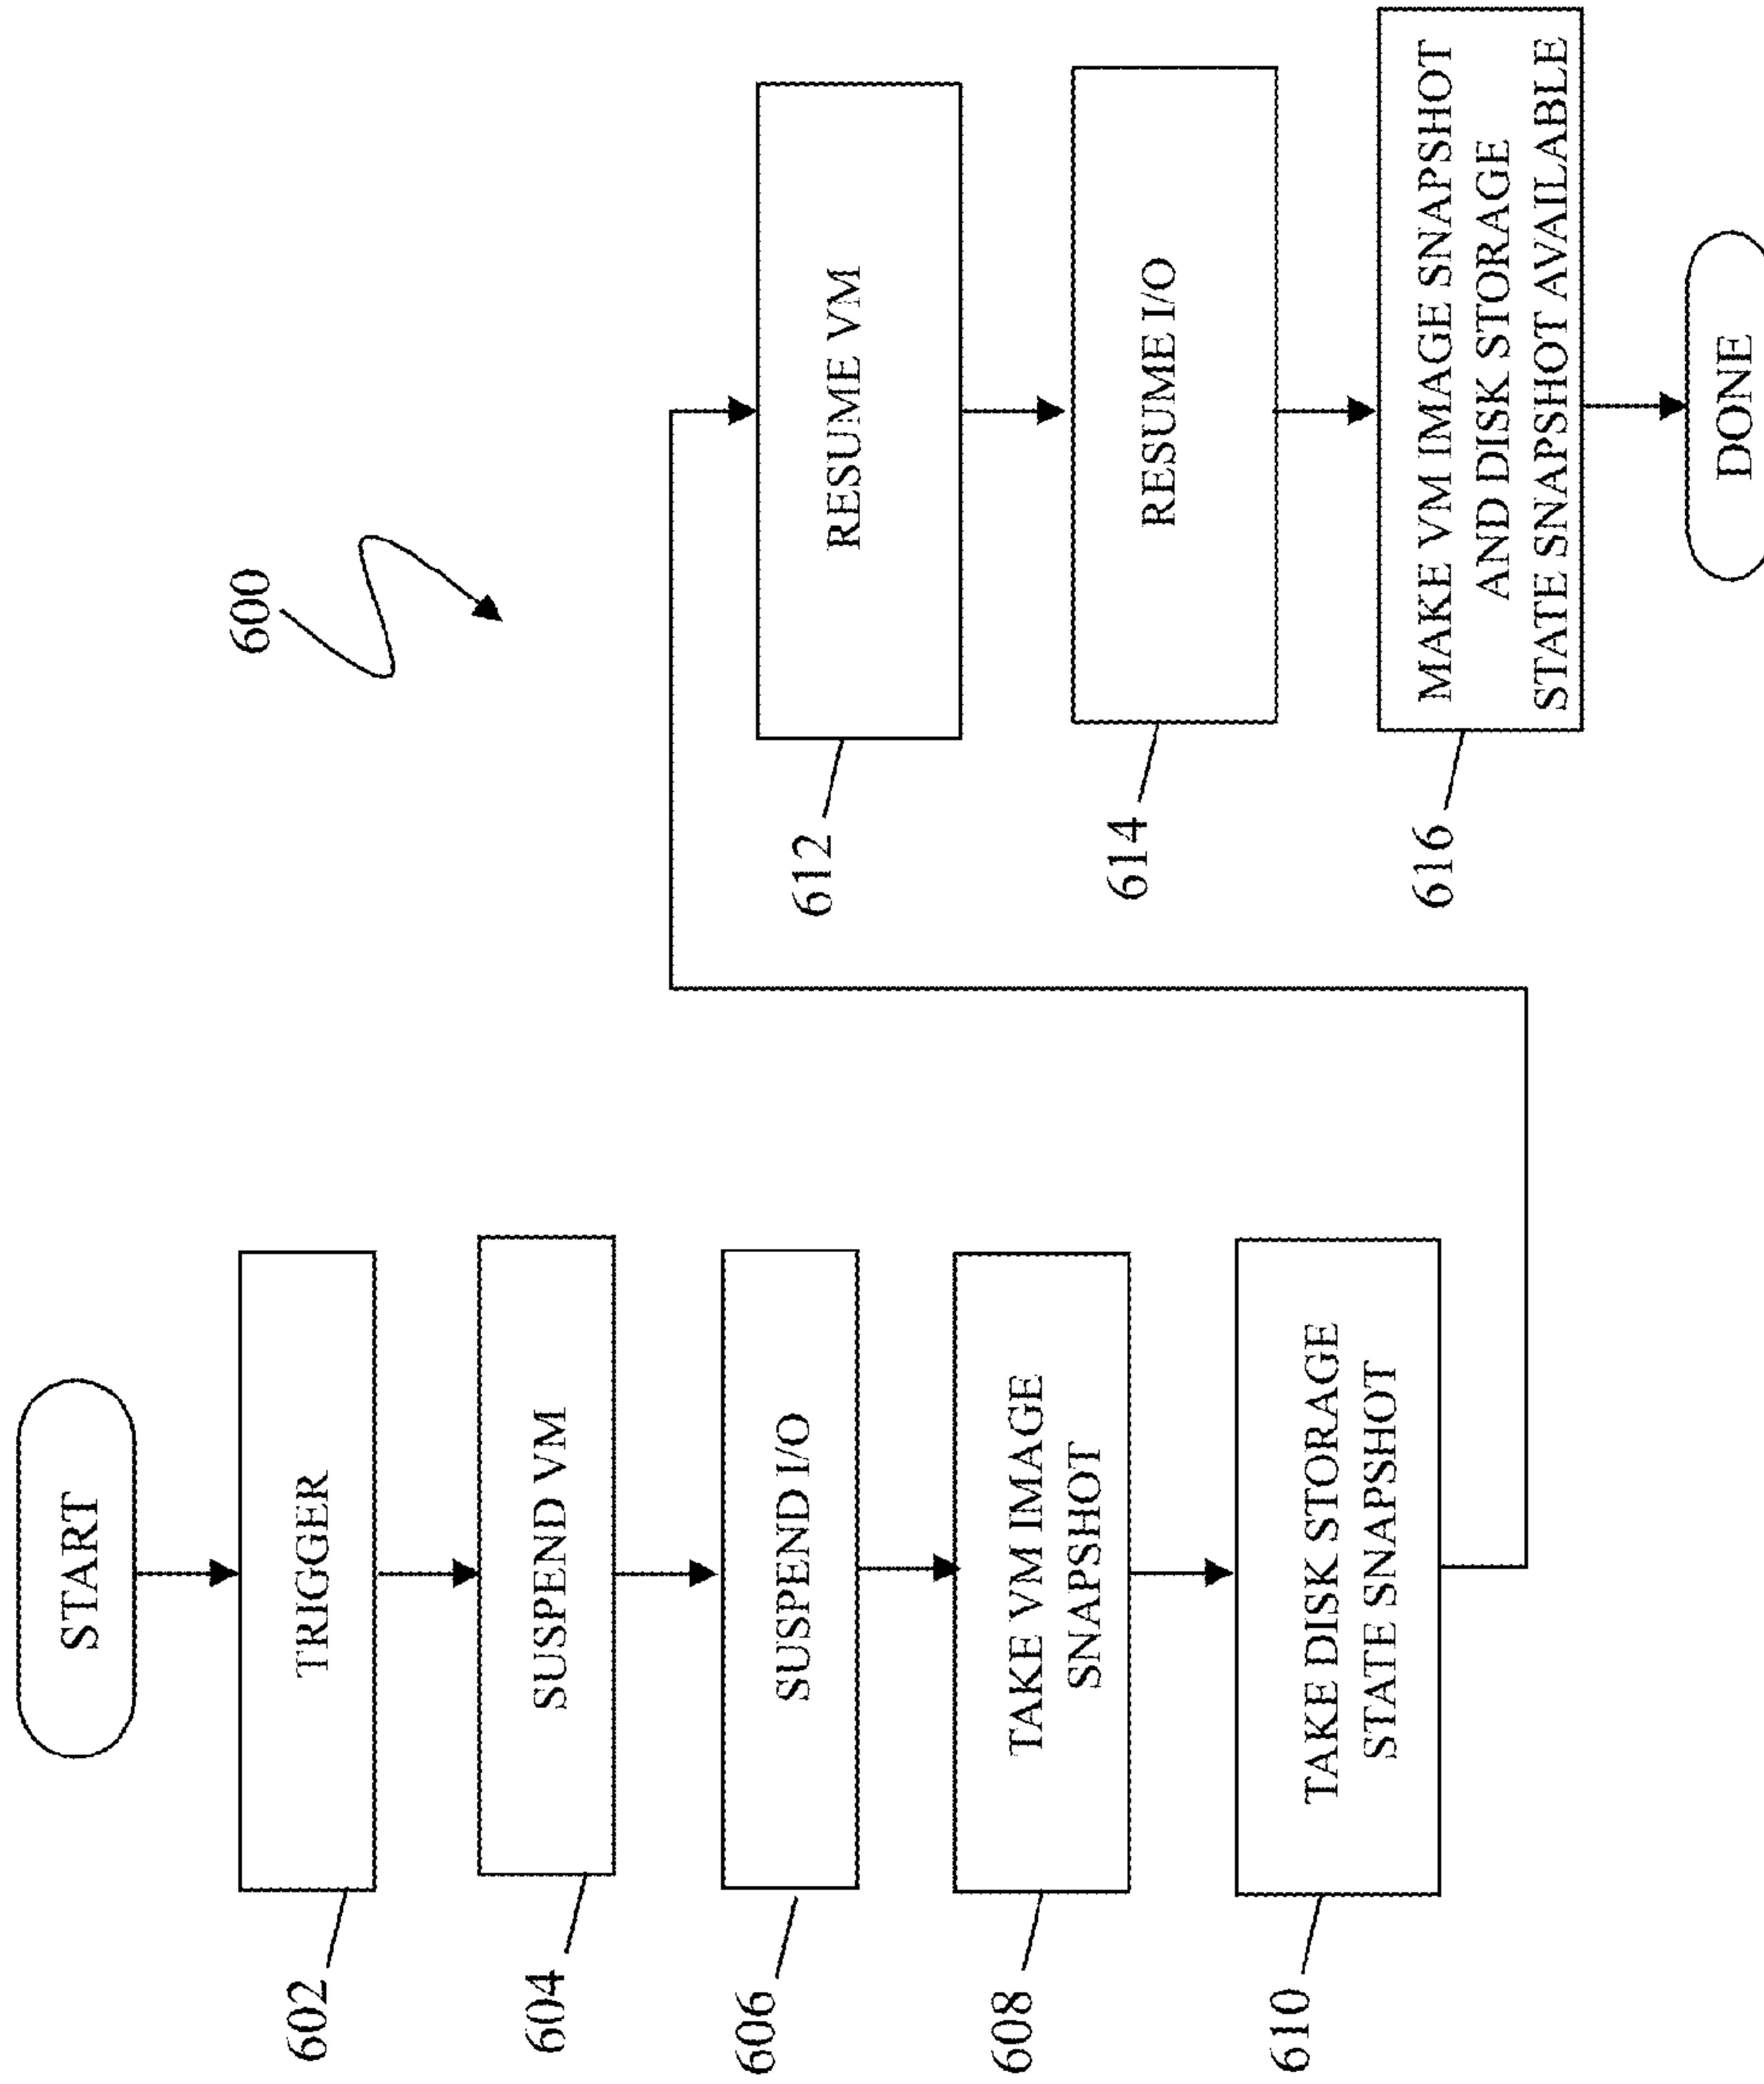 600
START
602
TRIGGER
604
SUSPEND VM
606
SUSPEND I/O
608
TAKE VM IMAGE
SNAPSHOT
610
TAKE DISK STORAGE
STATE SNAPSHOT
612
RESUME VM
614
RESUME I/O
616
MAKE VM IMAGE SNAPSHOT
AND DISK STORAGE
STATE SNAPSHOT AVAILABLE
DONE